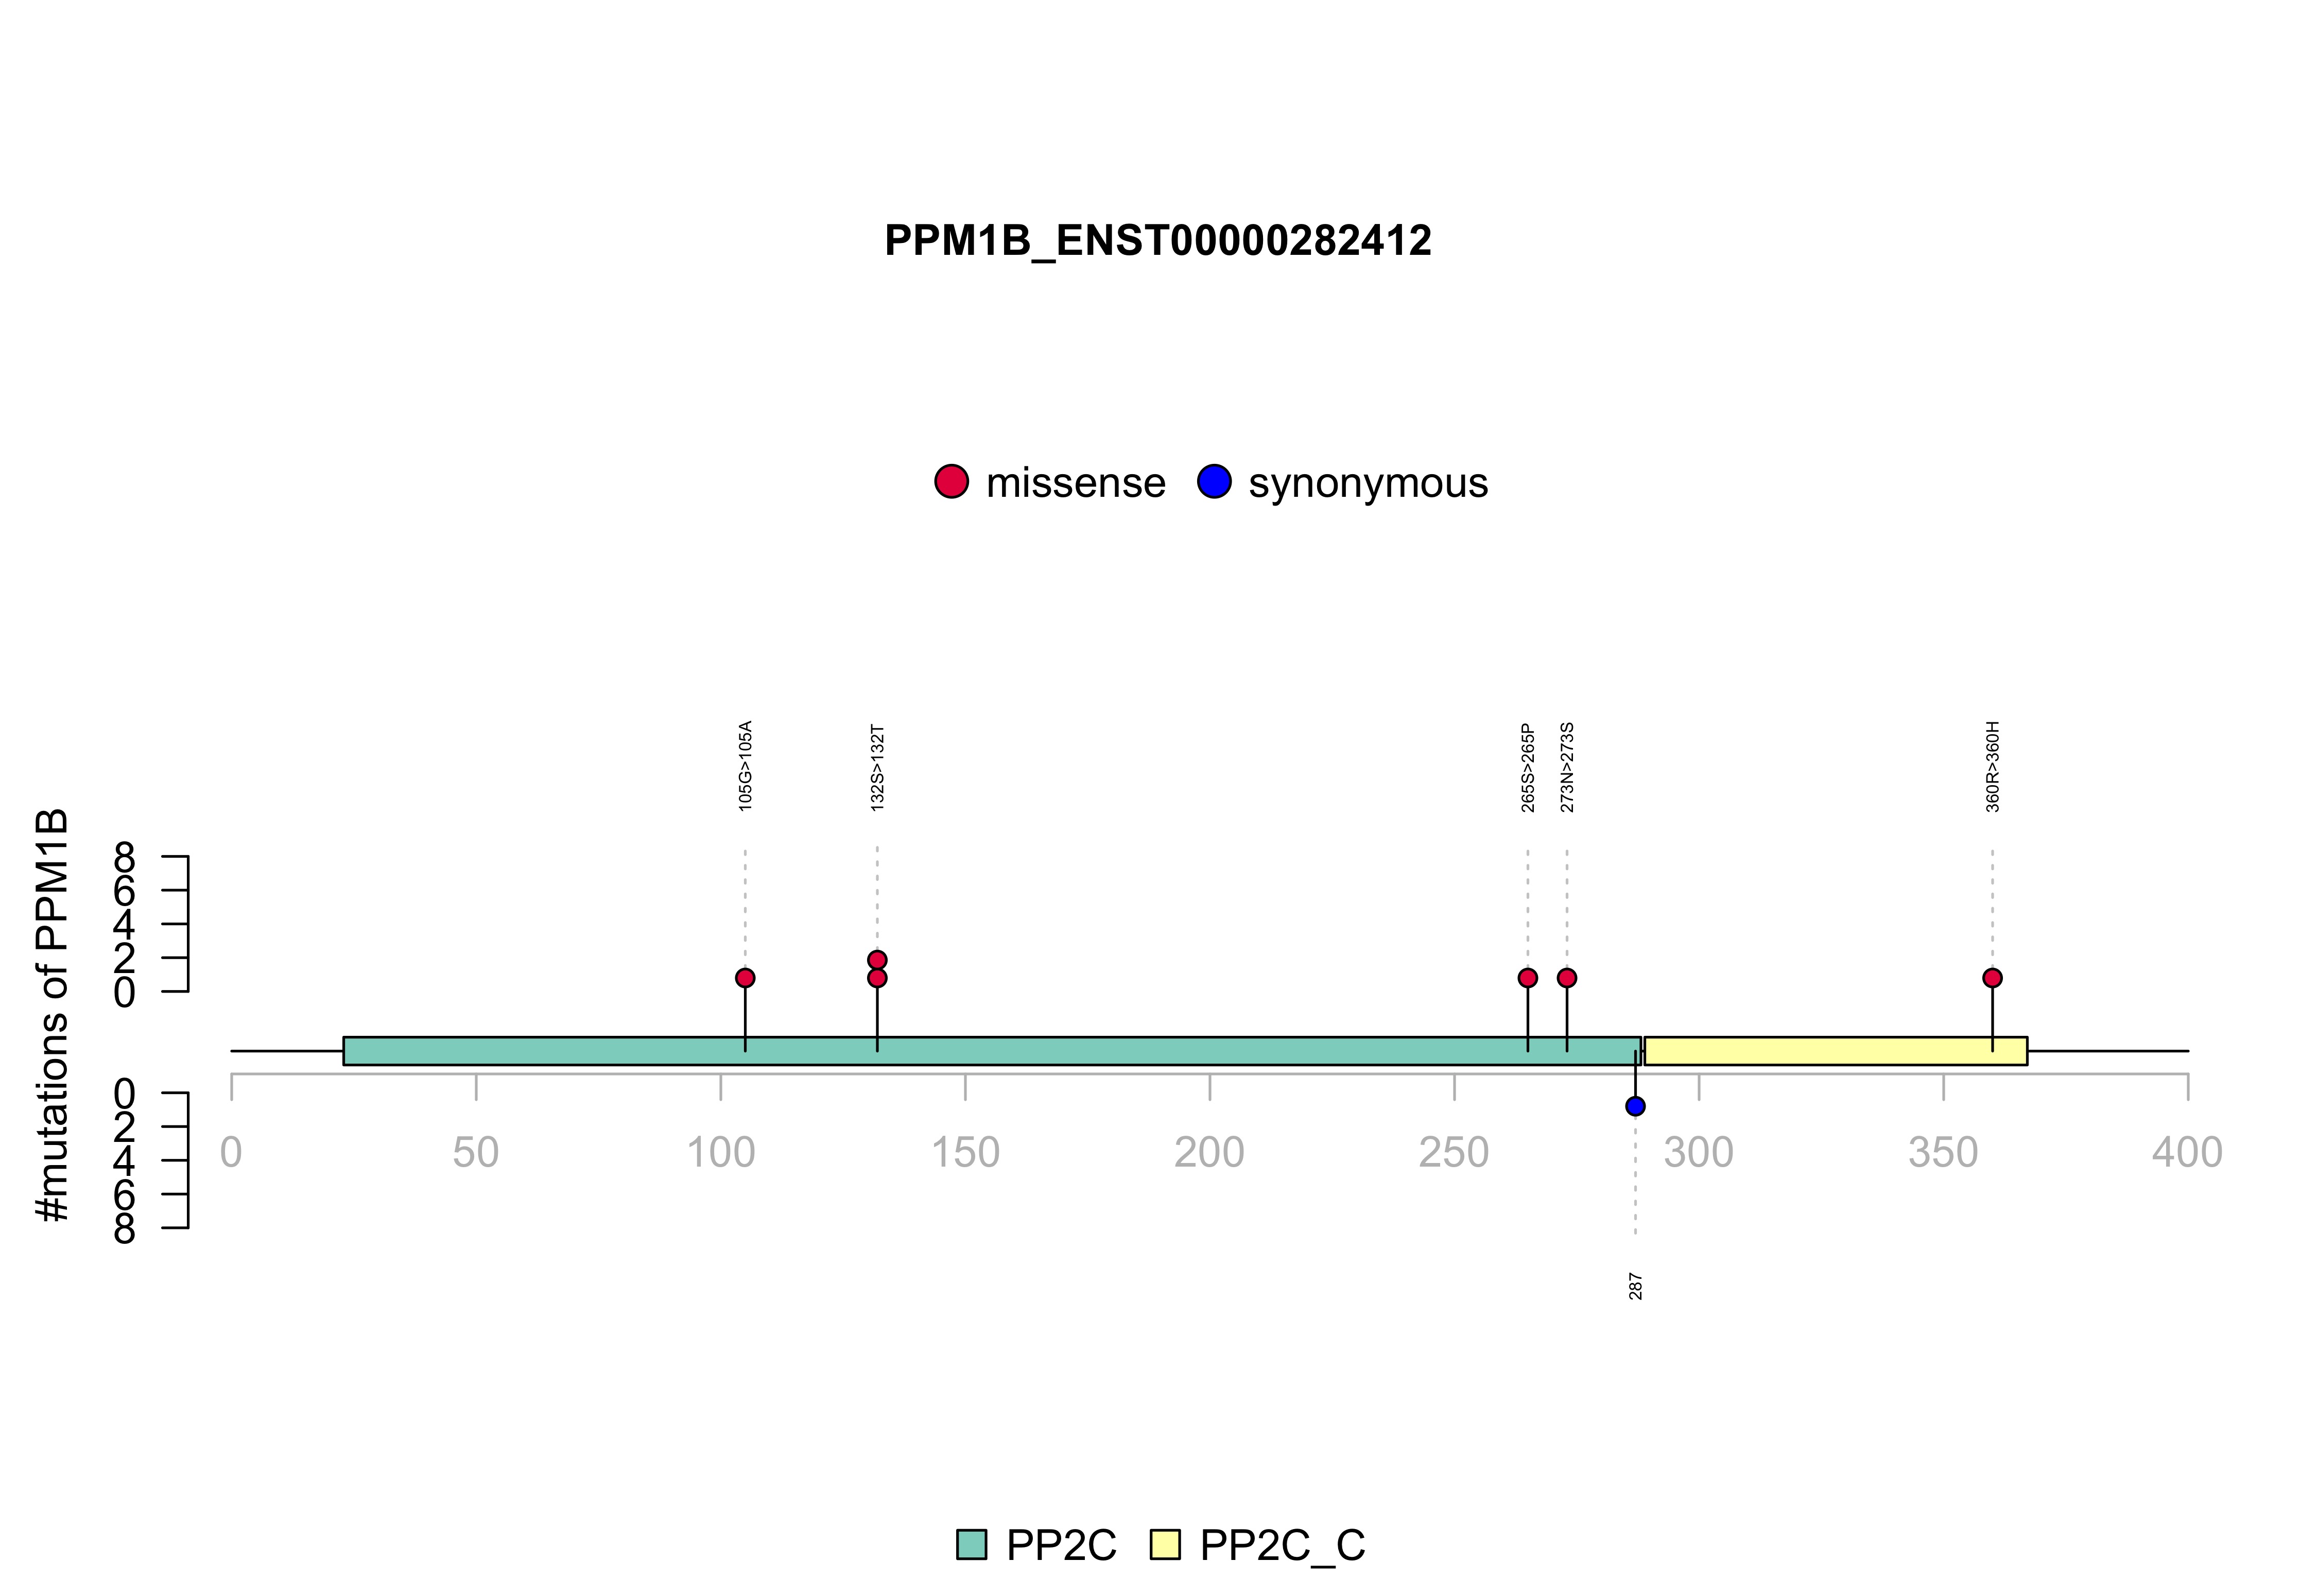 PPM1B_ENST00000282412
missense synonymous
105G>105A
132S>132T
265S>265P
273N>273S
360R>360H
#mutations of PPM1B
8
6
4
2
0
0
2
4
6
8
0 50 100 150 200 250 300 350 400
287
PP2C PP2C_C